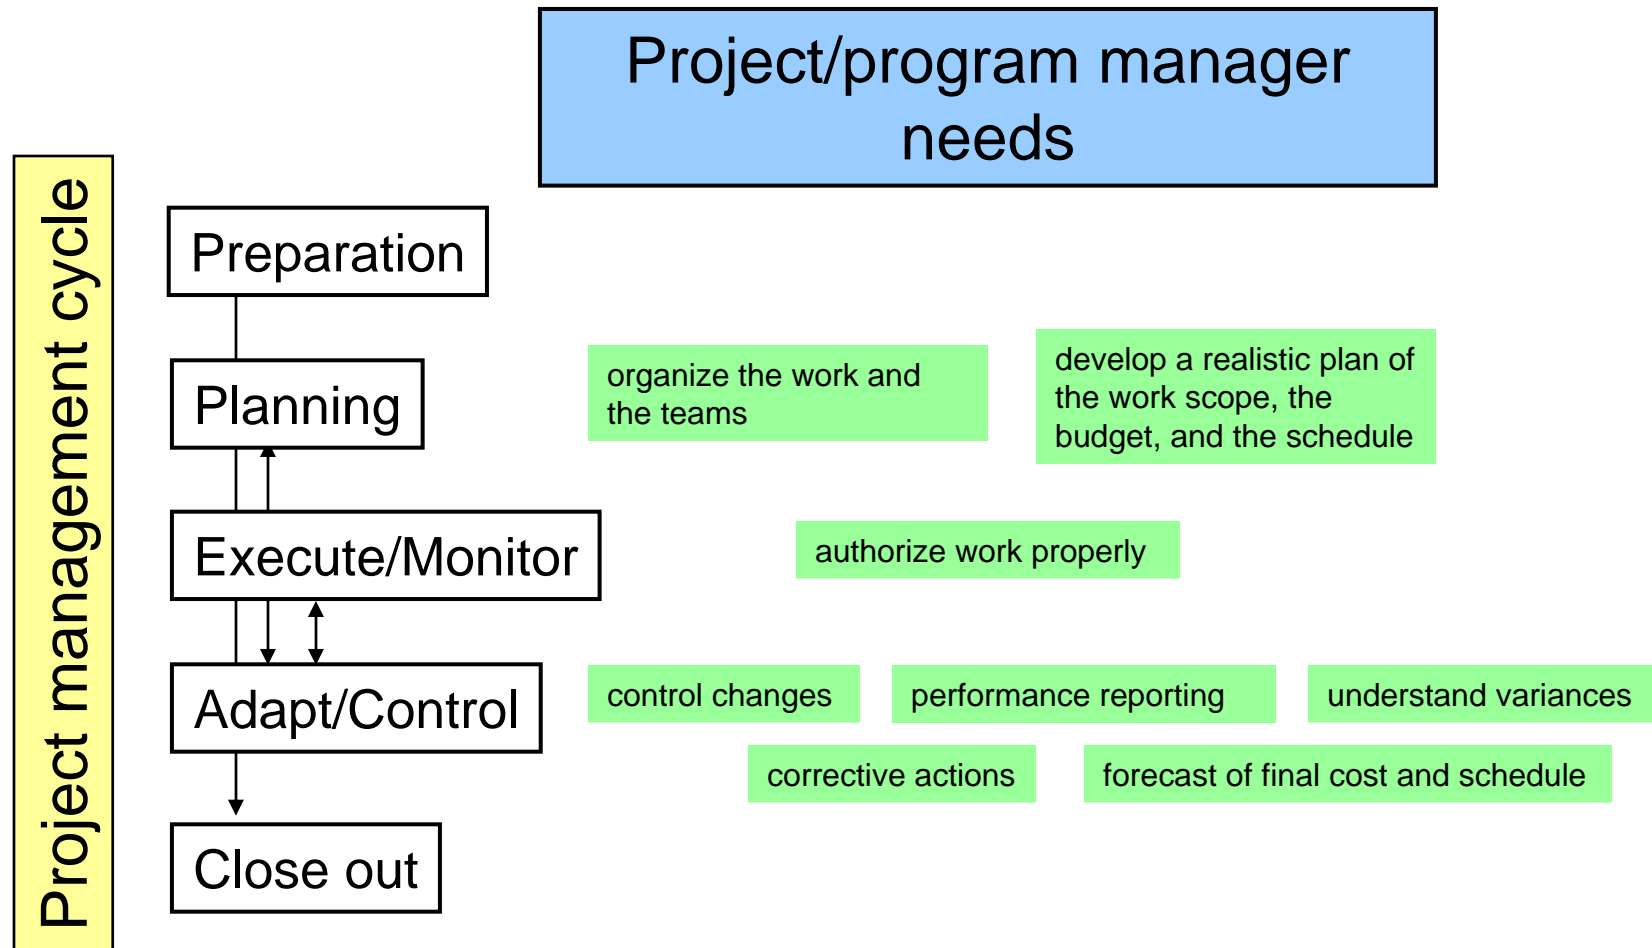 Project/program manager
needs
Project management cycle
Preparation
Planning
organize the work and
the teams
develop a realistic plan of
the work scope, the
budget, and the schedule
Execute/Monitor
authorize work properly
Adapt/Control
control changes
performance reporting
understand variances
corrective actions
forecast of final cost and schedule
Close out